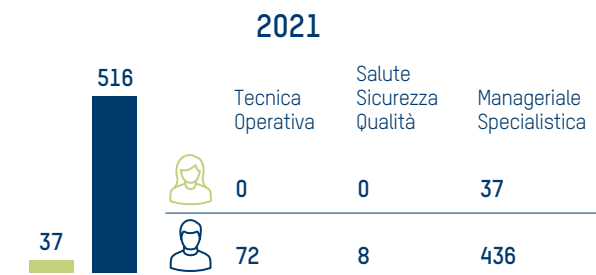 2021
516
37
Tecnica
Operativa
Salute
Sicurezza
Qualità
Manageriale
Specialistica
0 0 37
72 8 436